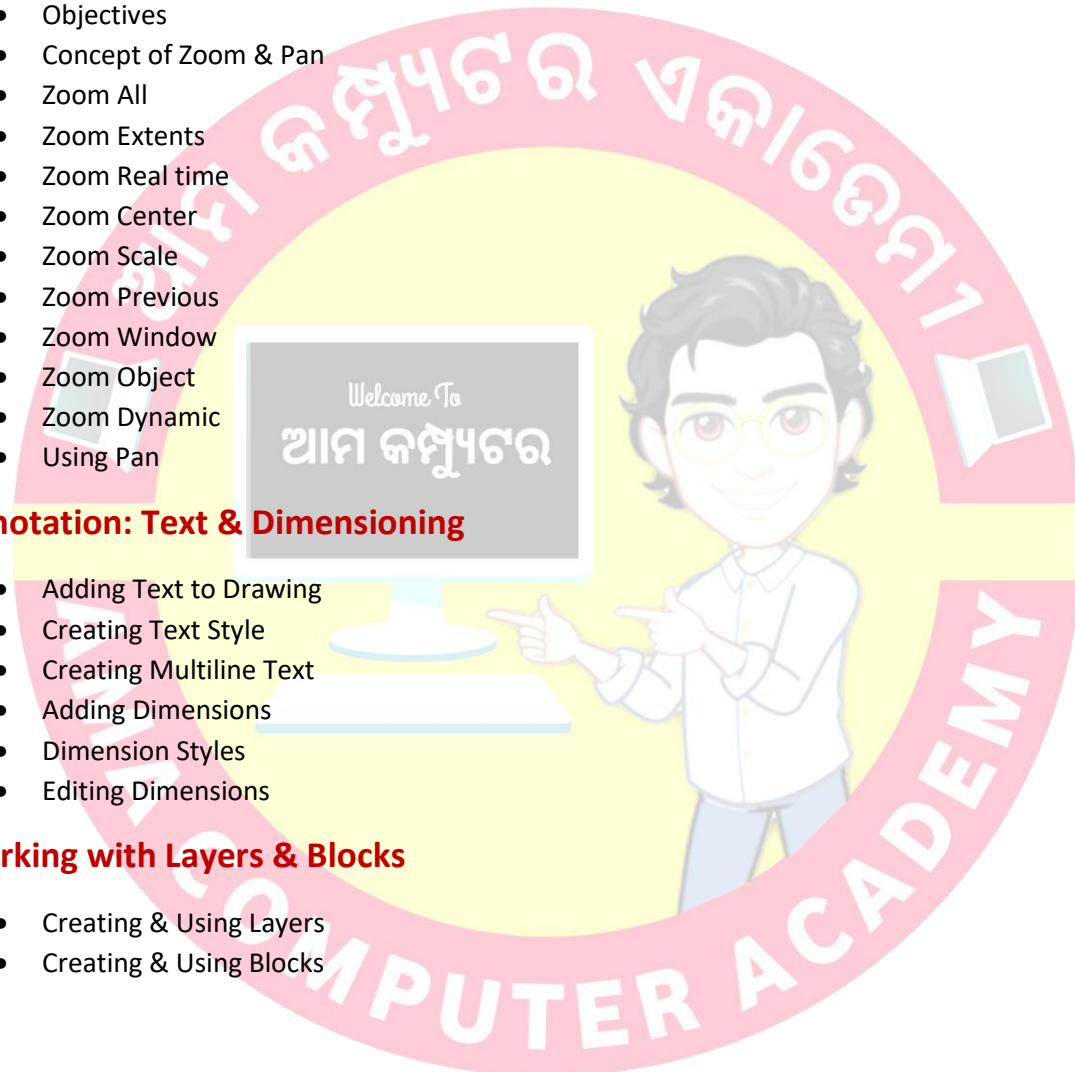 • Objectives
• Concept of Zoom & Pan
• Zoom All
• Zoom Extents
• Zoom Real time
• Zoom Center
• Zoom Scale
• Zoom Previous
• Zoom Window
• Zoom Object
• Zoom Dynamic
• Using Pan
notation: Text & Dimensioning
• Adding Text to Drawing
• Creating Text Style
• Creating Multiline Text
• Adding Dimensions
• Dimension Styles
• Editing Dimensions
rking with Layers & Blocks
• Creating & Using Layers
• Creating & Using Blocks
ଆମ କମ୍ପ୍ୟୁଟର ଏକାଡେମୀ
Welcome To
ଆମ କମ୍ପ୍ୟୁଟର
AMA COMPUTER ACADEMY